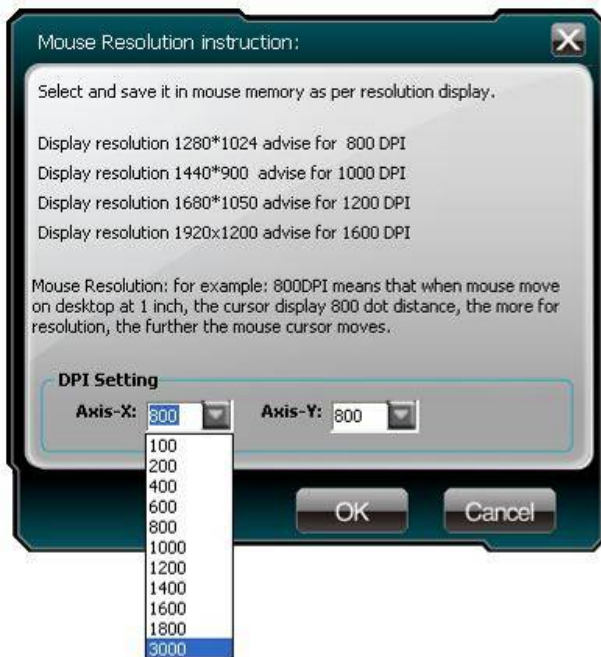 Mouse Resolution instruction:
Select and save it in mouse memory as per resolution display.
Display resolution 1280*1024 advise for 800 DPI
Display resolution 1440*900 advise for 1000 DPI
Display resolution 1680*1050 advise for 1200 DPI
Display resolution 1920x1200 advise for 1600 DPI
Mouse Resolution: for example: 800DPI means that when mouse move
on desktop at 1 inch, the cursor display 800 dot distance, the more for
resolution, the further the mouse cursor moves.
DPI Setting
Axis-X: 800 Axis-Y: 800
100
200
400
600
800
1000
1200
1400
1600
1800
3000
OK Cancel